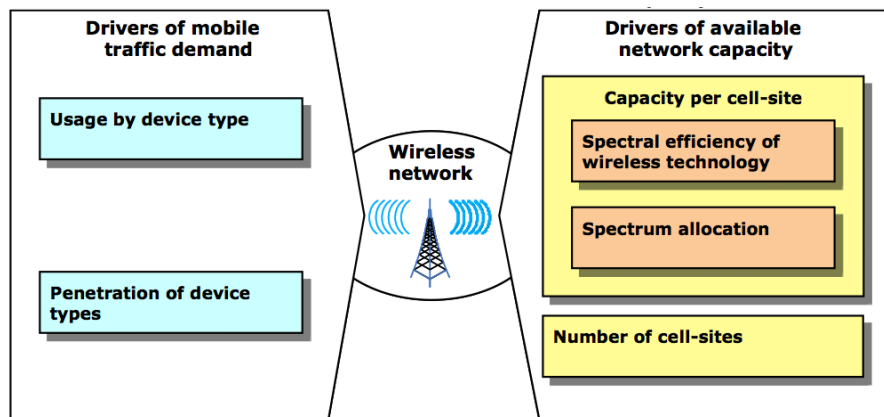 Drivers of mobile
traffic demand
Usage by device type
Penetration of device
types
Wireless
network
Drivers of available
network capacity
Capacity per cell-site
Spectral efficiency of
wireless technology
Spectrum allocation
Number of cell-sites